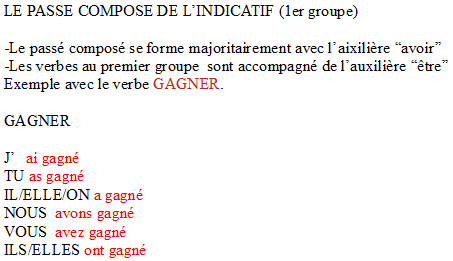 LE PASSE COMPOSE DE L'INDICATIF (1er groupe)
-Le passé composé se forme majoritairement avec l'aixilière “avoir”
-Les verbes au premier groupe sont accompagné de l'auxilière “être”
Exemple avec le verbe GAGNER.
GAGNER
J' ai gagné
TU as gagné
IL/ELLE/ON a gagné
NOUS avons gagné
VOUS avez gagné
ILS/ELLES ont gagné